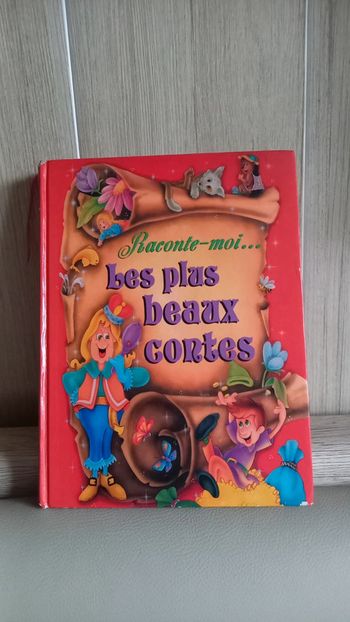 Raconte-moi...
Les plus
beaux
contes